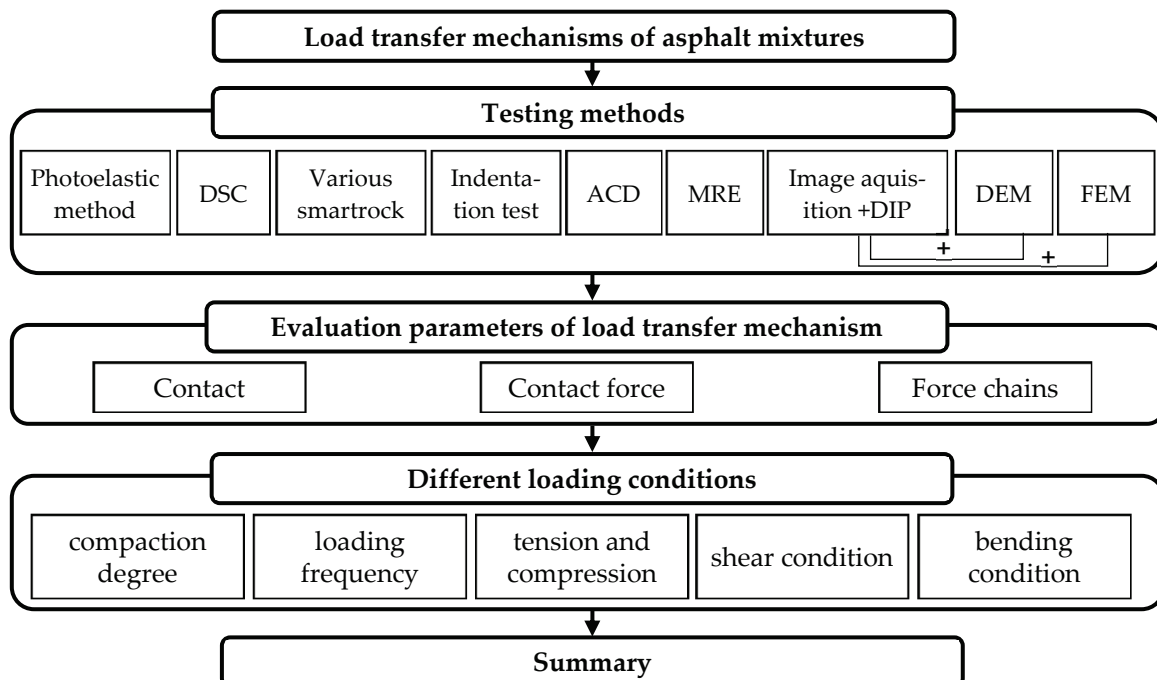 Load transfer mechanisms of asphalt mixtures
Testing methods
Photoelastic
method
DSC
Various
smartrock
Indenta-
tion test
ACD
MRE
Image aquis-
ition +DIP
DEM
FEM
+
+
Evaluation parameters of load transfer mechanism
Contact
Contact force
Force chains
Different loading conditions
compaction
degree
loading
frequency
tension and
compression
shear condition
bending
condition
Summary